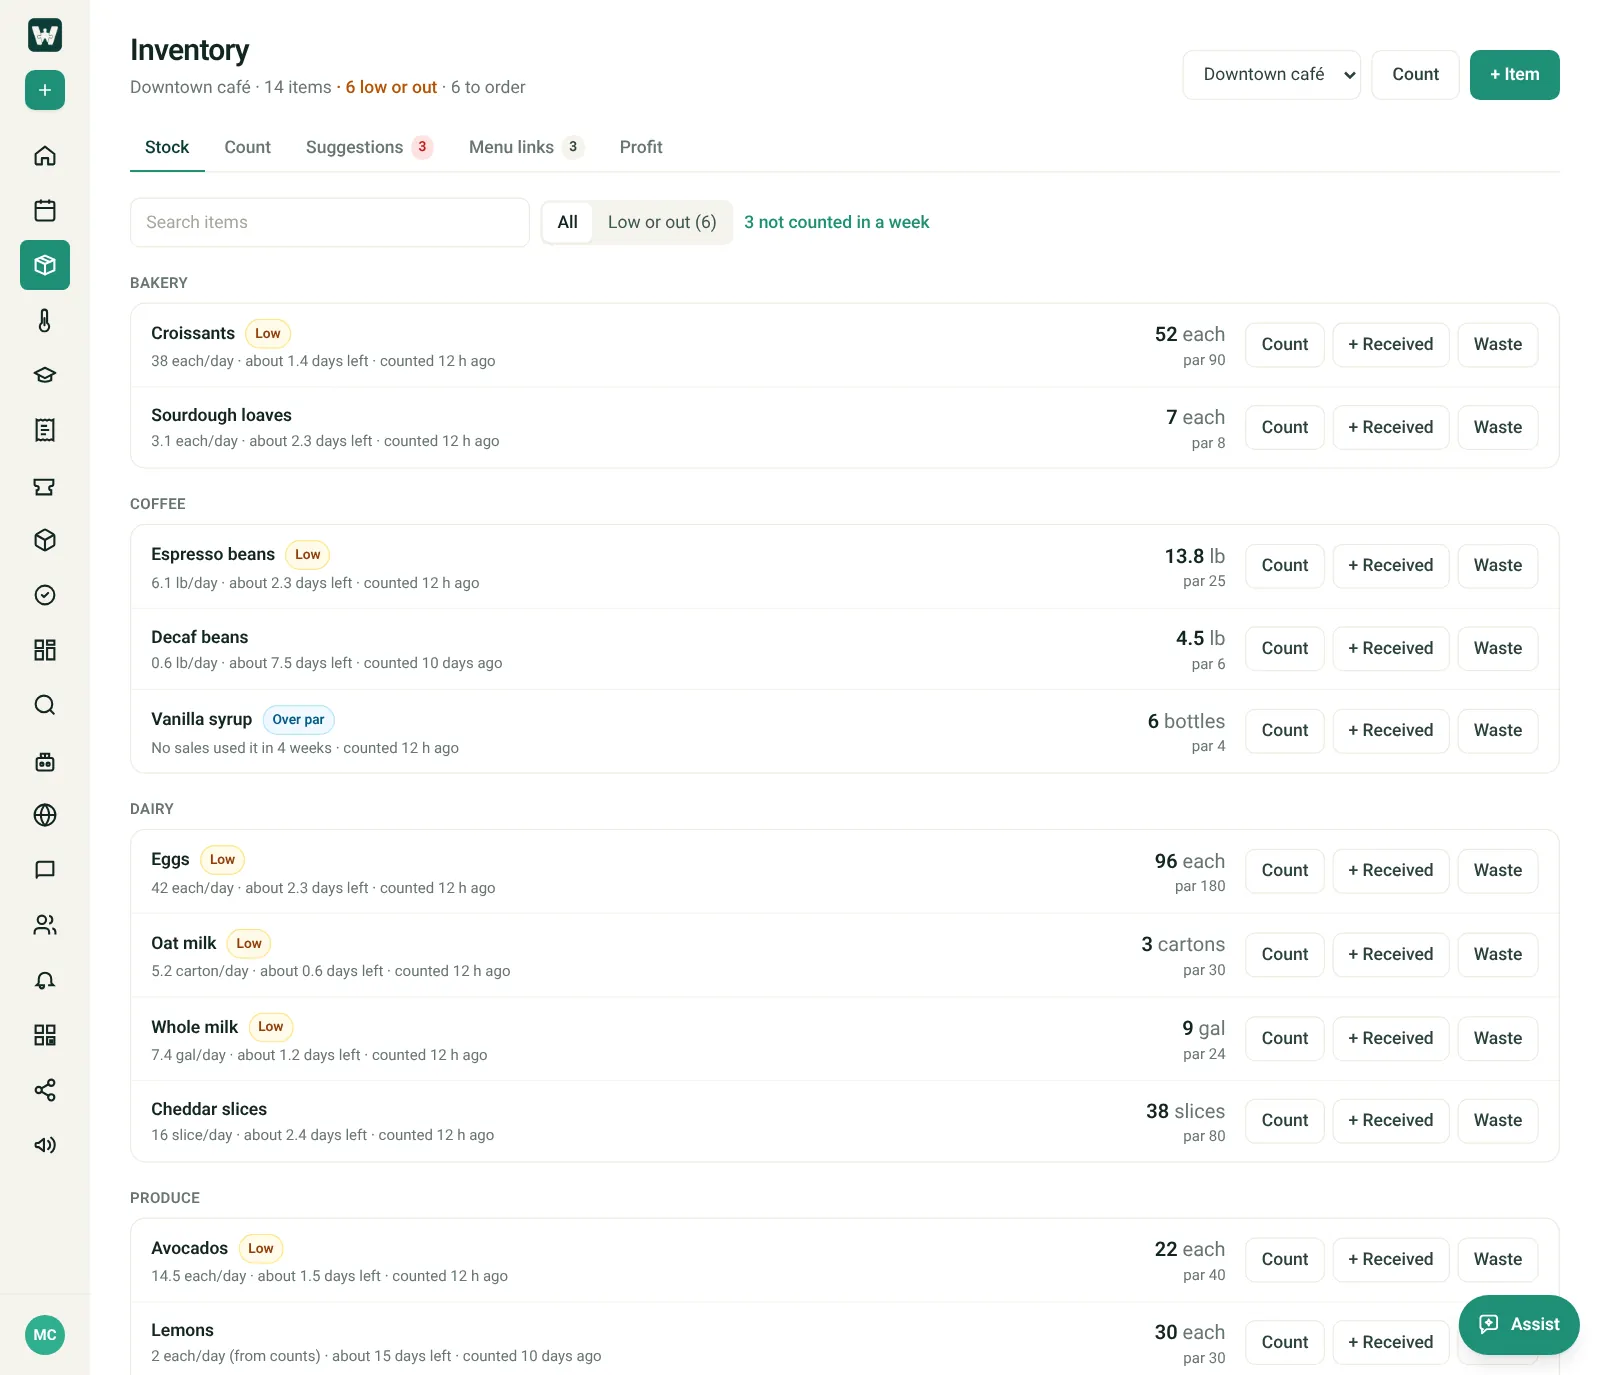 W
Inventory
Downtown café · 14 items · 6 low or out · 6 to order
Downtown café
Count
+ Item
Stock
Count
Suggestions 3
Menu links 3
Profit
Search items
All
Low or out (6)
3 not counted in a week
BAKERY
Croissants Low
38 each/day · about 1.4 days left · counted 12 h ago
52 each
par 90
Count
+ Received
Waste
Sourdough loaves
3.1 each/day · about 2.3 days left · counted 12 h ago
7 each
par 8
Count
+ Received
Waste
COFFEE
Espresso beans Low
6.1 lb/day · about 2.3 days left · counted 12 h ago
13.8 lb
par 25
Count
+ Received
Waste
Decaf beans
0.6 lb/day · about 7.5 days left · counted 10 days ago
4.5 lb
par 6
Count
+ Received
Waste
Vanilla syrup Over par
No sales used it in 4 weeks · counted 12 h ago
6 bottles
par 4
Count
+ Received
Waste
DAIRY
Eggs Low
42 each/day · about 2.3 days left · counted 12 h ago
96 each
par 180
Count
+ Received
Waste
Oat milk Low
5.2 carton/day · about 0.6 days left · counted 12 h ago
3 cartons
par 30
Count
+ Received
Waste
Whole milk Low
7.4 gal/day · about 1.2 days left · counted 12 h ago
9 gal
par 24
Count
+ Received
Waste
Cheddar slices
16 slice/day · about 2.4 days left · counted 12 h ago
38 slices
par 80
Count
+ Received
Waste
PRODUCE
Avocados Low
14.5 each/day · about 1.5 days left · counted 12 h ago
22 each
par 40
Count
+ Received
Waste
Lemons
2 each/day (from counts) · about 15 days left · counted 10 days ago
30 each
par 30
Count
+ Received
Assist
MC